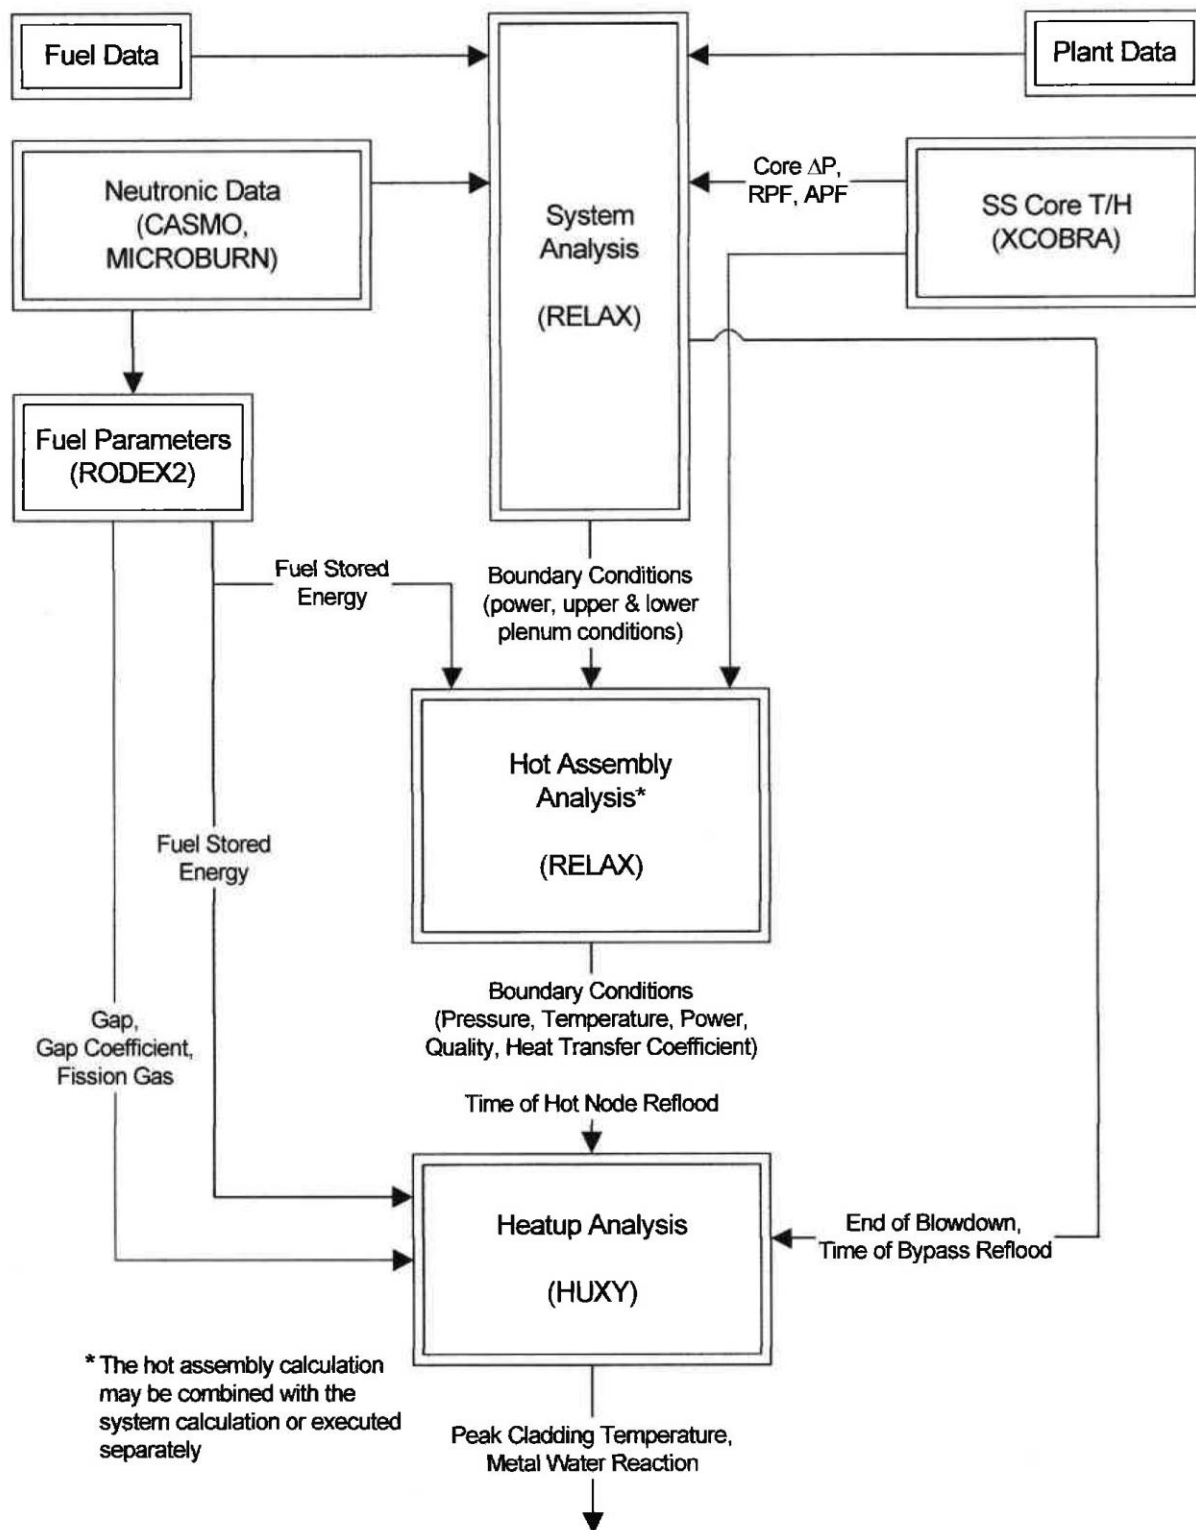 Fuel Data
Plant Data
Neutronic Data
(CASMO,
MICROBURN)
System
Analysis
(RELAX)
Core ΔP,
RPF, APF
SS Core T/H
(XCOBRA)
Fuel Parameters
(RODEX2)
Fuel Stored
Energy
Boundary Conditions
(power, upper & lower
plenum conditions)
Hot Assembly
Analysis*
(RELAX)
Fuel Stored
Energy
Boundary Conditions
(Pressure, Temperature, Power,
Quality, Heat Transfer Coefficient)
Gap,
Gap Coefficient,
Fission Gas
Time of Hot Node Reflood
Heatup Analysis
(HUXY)
End of Blowdown,
Time of Bypass Reflood
* The hot assembly calculation
may be combined with the
system calculation or executed
separately
Peak Cladding Temperature,
Metal Water Reaction